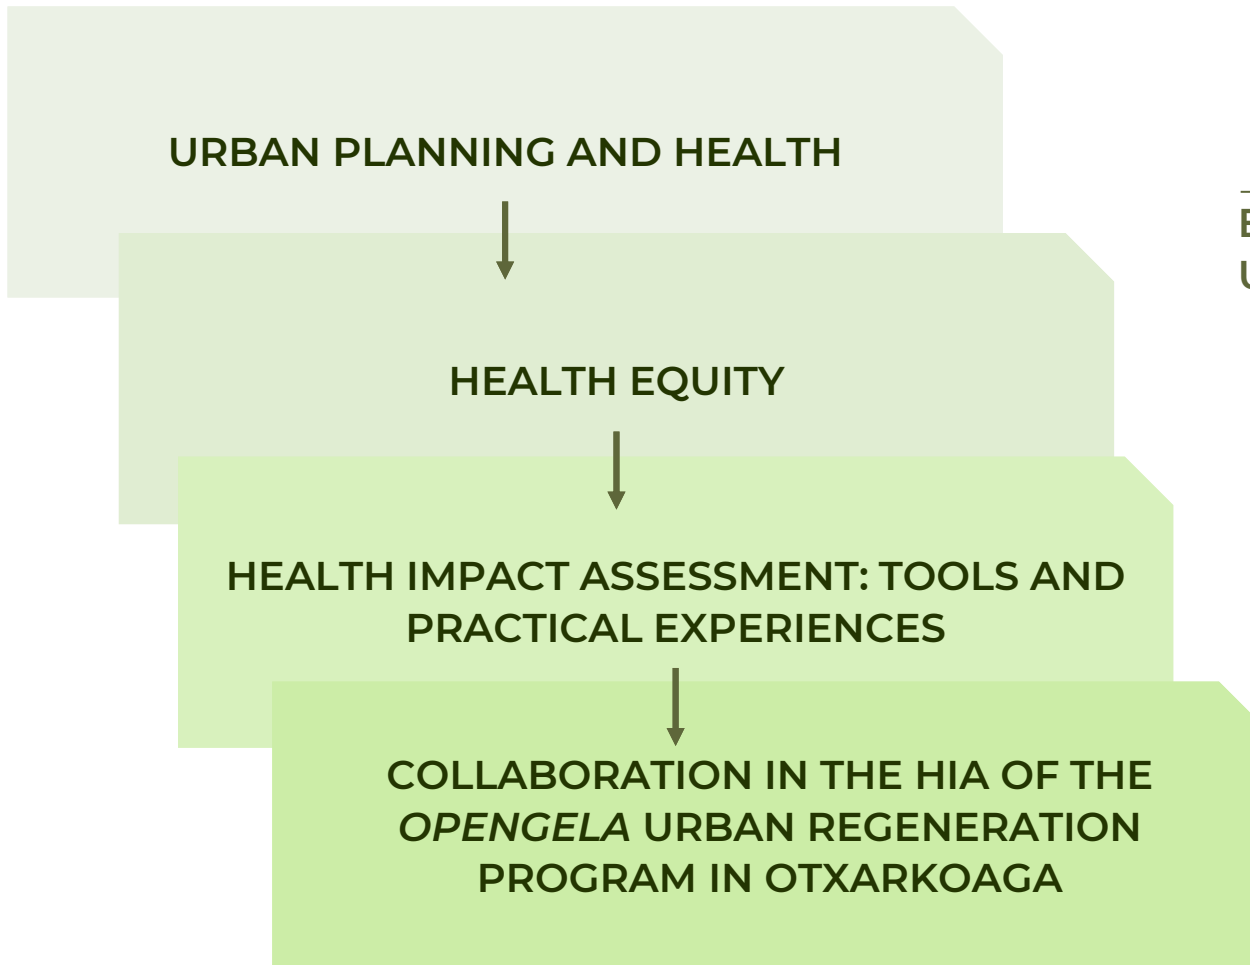 URBAN PLANNING AND HEALTH
HEALTH EQUITY
HEALTH IMPACT ASSESSMENT: TOOLS AND
PRACTICAL EXPERIENCES
COLLABORATION IN THE HIA OF THE
OPENGELA URBAN REGENERATION
PROGRAM IN OTXARKOAGA